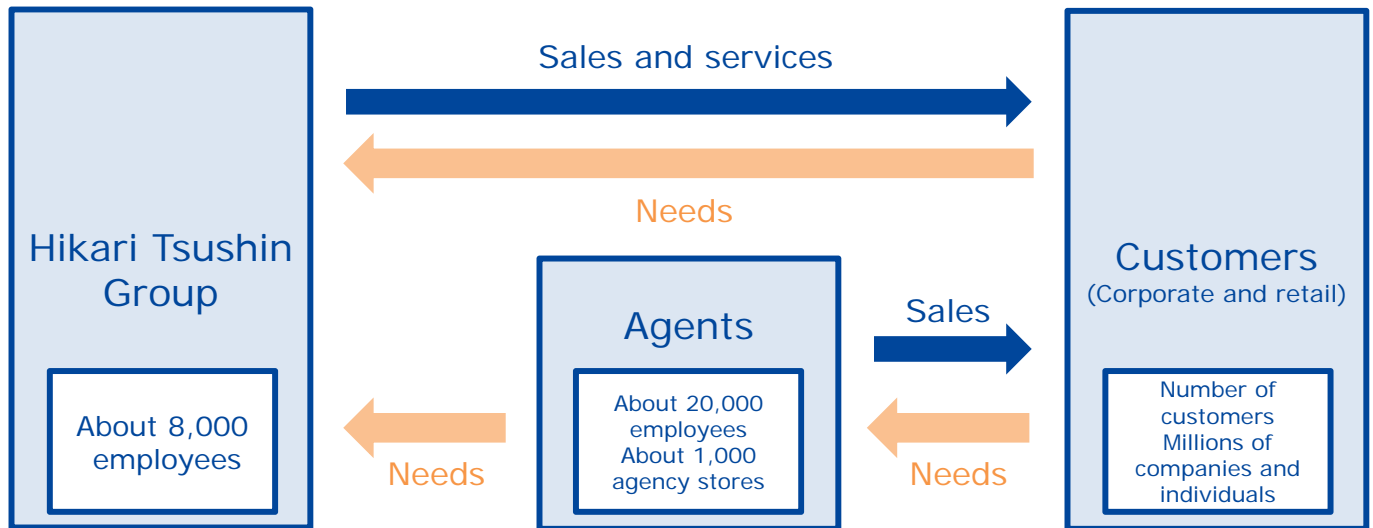 Sales and services
Needs
Hikari Tsushin
Group
About 8,000
employees
Needs
Agents
About 20,000
employees
About 1,000
agency stores
Sales
Needs
Customers
(Corporate and retail)
Number of
customers
Millions of
companies and
individuals